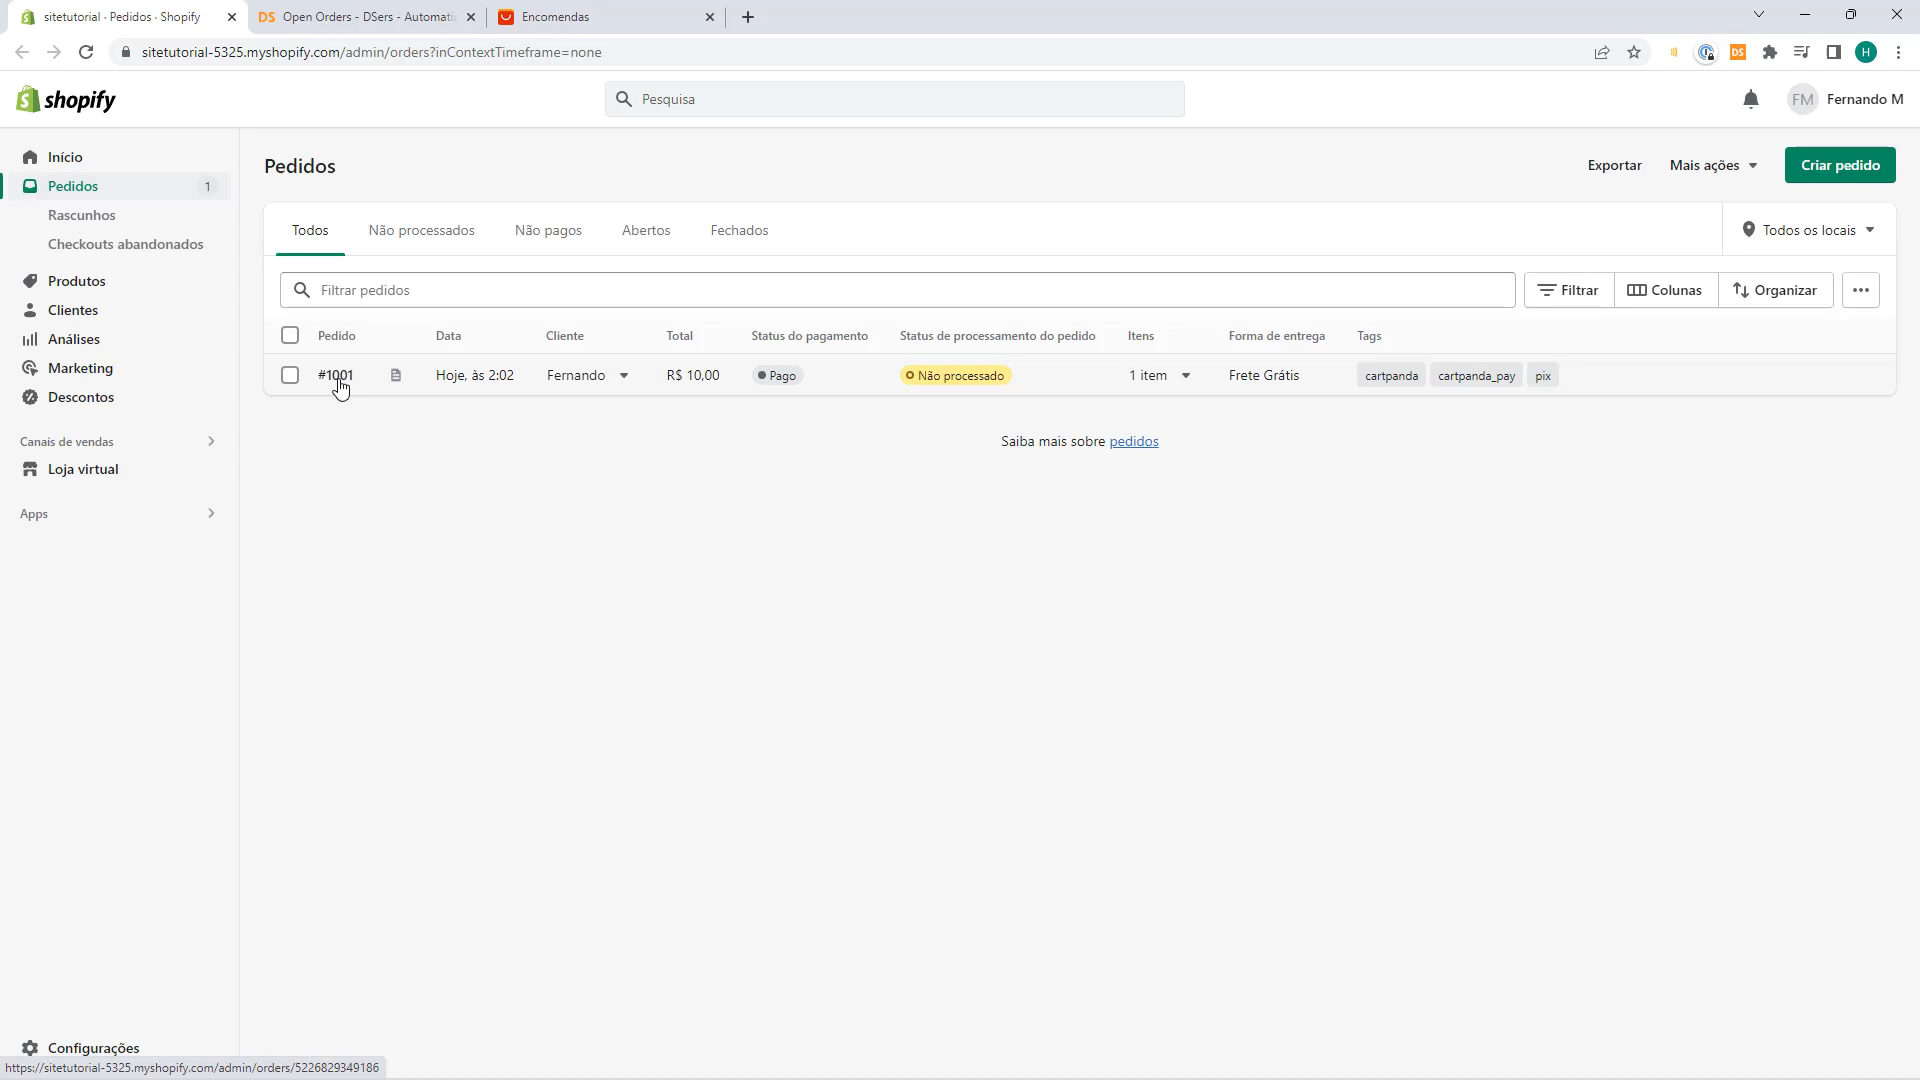 sitetutorial · Pedidos · Shopify
DS Open Orders - DSers - Automatic
Encomendas
sitetutorial-5325.myshopify.com/admin/orders?inContextTimeframe=none
DS
H
shopify
Pesquisa
FM Fernando M
Início
Pedidos 1
Rascunhos
Checkouts abandonados
Produtos
Clientes
Análises
Marketing
Descontos
Canais de vendas
Loja virtual
Apps
Configurações
Pedidos
Exportar Mais ações Criar pedido
Todos Não processados Não pagos Abertos Fechados Todos os locais
Filtrar pedidos Filtrar Colunas Organizar
Pedido Data Cliente Total Status do pagamento Status de processamento do pedido Itens Forma de entrega Tags
#1001 Hoje, às 2:02 Fernando R$ 10,00 Pago Não processado 1 item Frete Grátis cartpanda cartpanda_pay pix
Saiba mais sobre pedidos
https://sitetutorial-5325.myshopify.com/admin/orders/5226829349186